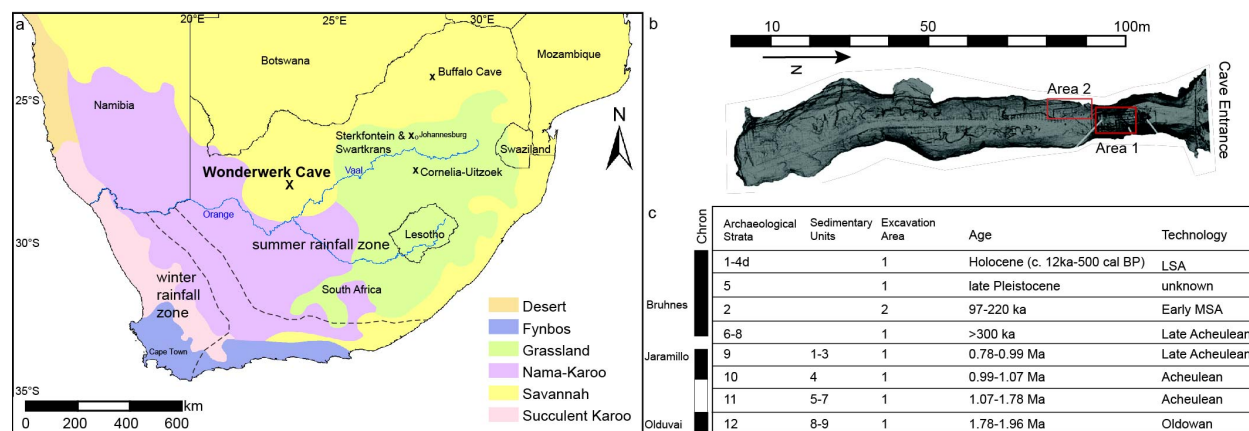 a
20°E
25°E
30°E
25°S
30°S
35°S
Botswana
Mozambique
Namibia
Buffalo Cave
Sterkfontein &
Swartkrans
Johannesburg
Swaziland
Wonderwerk Cave
Vaal
Cornelia-Uitzoek
Orange
Lesotho
summer rainfall zone
winter
rainfall
zone
South Africa
Cape Town
N
Desert
Fynbos
Grassland
Nama-Karoo
Savannah
Succulent Karoo
km
0 200 400 600
b
10 50 100m
N
Area 2
Area 1
Cave Entrance
c
Chron
Archaeological Strata
Sedimentary Units
Excavation Area
Age
Technology
1-4d 1 Holocene (c. 12ka-500 cal BP) LSA
5 1 late Pleistocene unknown
Bruhnes
2 2 97-220 ka Early MSA
6-8 1 >300 ka Late Acheulean
Jaramillo
9 1-3 1 0.78-0.99 Ma Late Acheulean
10 4 1 0.99-1.07 Ma Acheulean
11 5-7 1 1.07-1.78 Ma Acheulean
Olduvai
12 8-9 1 1.78-1.96 Ma Oldowan